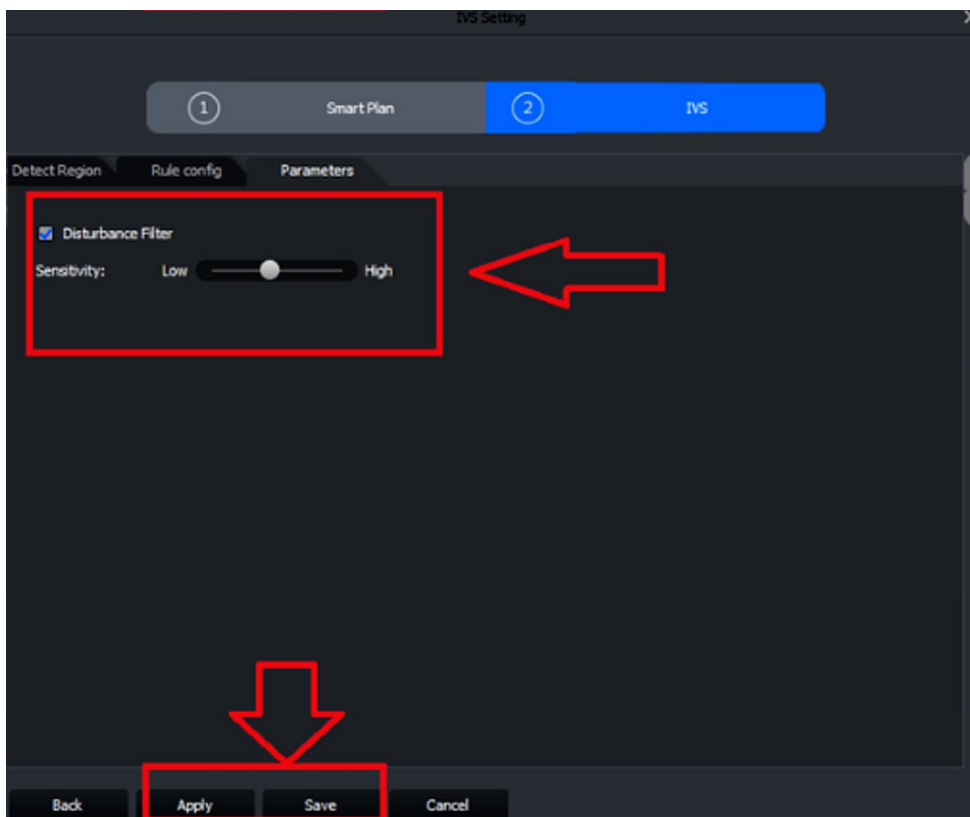 IVS Setting
1 Smart Plan 2 IVS
Detect Region Rule config Parameters
Disturbance Filter
Sensitivity: Low High
Back Apply Save Cancel